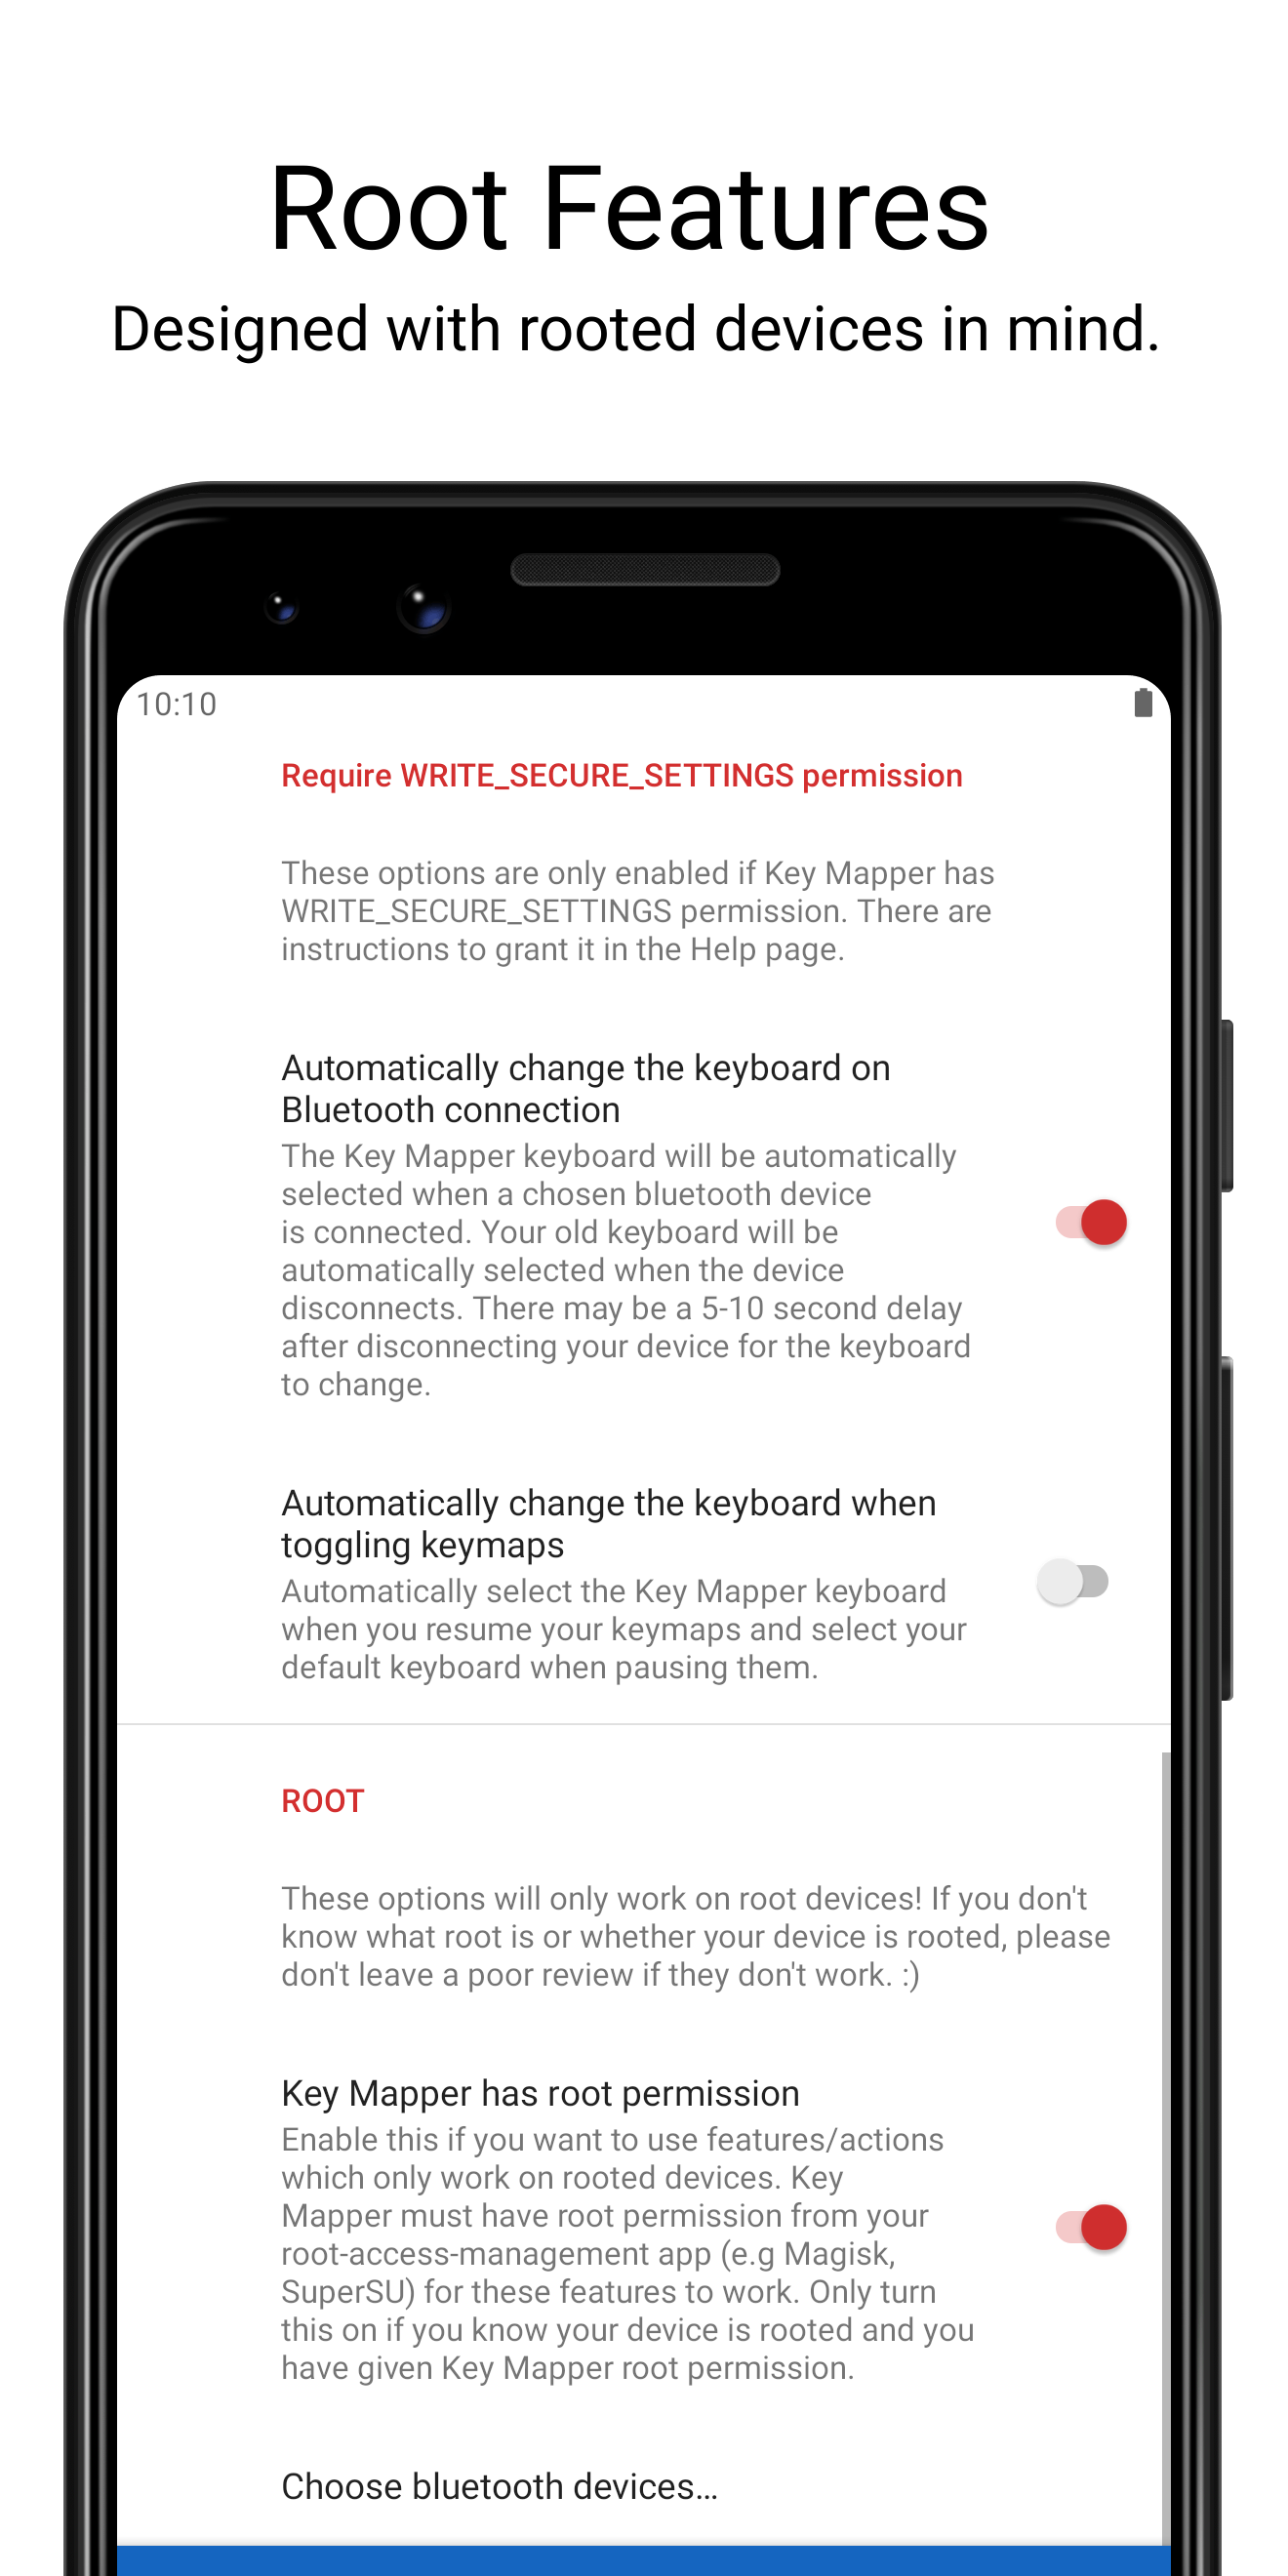 Root Features
Designed with rooted devices in mind.
10:10
Require WRITE_SECURE_SETTINGS permission
These options are only enabled if Key Mapper has
WRITE_SECURE_SETTINGS permission. There are
instructions to grant it in the Help page.
Automatically change the keyboard on
Bluetooth connection
The Key Mapper keyboard will be automatically
selected when a chosen bluetooth device
is connected. Your old keyboard will be
automatically selected when the device
disconnects. There may be a 5-10 second delay
after disconnecting your device for the keyboard
to change.
Automatically change the keyboard when
toggling keymaps
Automatically select the Key Mapper keyboard
when you resume your keymaps and select your
default keyboard when pausing them.
ROOT
These options will only work on root devices! If you don't
know what root is or whether your device is rooted, please
don't leave a poor review if they don't work. :)
Key Mapper has root permission
Enable this if you want to use features/actions
which only work on rooted devices. Key
Mapper must have root permission from your
root-access-management app (e.g Magisk,
SuperSU) for these features to work. Only turn
this on if you know your device is rooted and you
have given Key Mapper root permission.
Choose bluetooth devices…